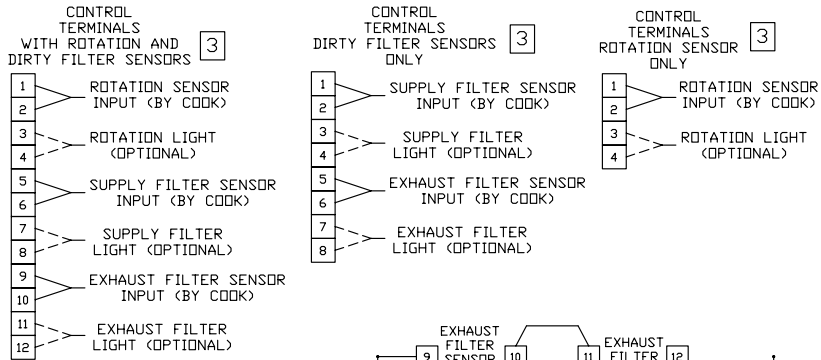 CONTROL
TERMINALS
WITH ROTATION AND
DIRTY FILTER SENSORS
3
1
2
ROTATION SENSOR
INPUT (BY COOK)
3
4
ROTATION LIGHT
(OPTIONAL)
5
6
SUPPLY FILTER SENSOR
INPUT (BY COOK)
7
8
SUPPLY FILTER
LIGHT (OPTIONAL)
9
10
EXHAUST FILTER SENSOR
INPUT (BY COOK)
11
12
EXHAUST FILTER
LIGHT (OPTIONAL)
CONTROL
TERMINALS
DIRTY FILTER SENSORS
ONLY
3
1
2
SUPPLY FILTER SENSOR
INPUT (BY COOK)
3
4
SUPPLY FILTER
LIGHT (OPTIONAL)
5
6
EXHAUST FILTER SENSOR
INPUT (BY COOK)
7
8
EXHAUST FILTER
LIGHT (OPTIONAL)
CONTROL
TERMINALS
ROTATION SENSOR
ONLY
3
1
2
ROTATION SENSOR
INPUT (BY COOK)
3
4
ROTATION LIGHT
(OPTIONAL)
9
EXHAUST
FILTER
SENSOR
10
11
EXHAUST
FILTER
12